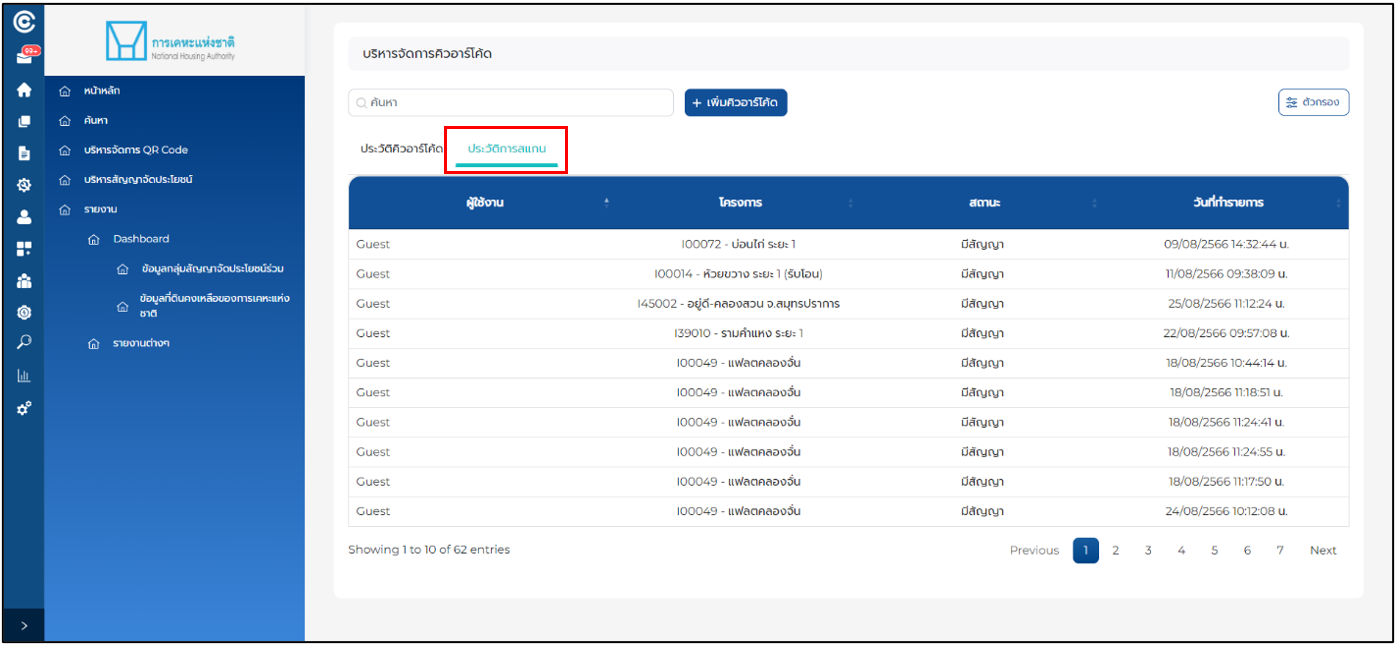 99+
การเคหะแห่งชาติ
National Housing Authority
หน้าหลัก
ค้นหา
บริหารจัดการ QR Code
บริหารสัญญาจัดประโยชน์
รายงาน
Dashboard
ข้อมูลกลุ่มสัญญาจัดประโยชน์ร่วม
ข้อมูลที่ดินคงเหลือของการเคหะแห่ง
ชาติ
รายงานต่างๆ
บริหารจัดการคิวอาร์โค้ด
ค้นหา
+ เพิ่มคิวอาร์โค้ด
ตัวกรอง
ประวัติคิวอาร์โค้ด ประวัติการสแกน
ผู้ใช้งาน โครงการ สถานะ วันที่ทำรายการ
Guest I00072 - บ่อนไก่ ระยะ 1 มีสัญญา 09/08/2566 14:32:44 น.
Guest I00014 - ห้วยขวาง ระยะ 1 (รับโอน) มีสัญญา 11/08/2566 09:38:09 น.
Guest I45002 - อยู่ดี-คลองสวน จ.สมุทรปราการ มีสัญญา 25/08/2566 11:12:24 น.
Guest I39010 - รามคำแหง ระยะ 1 มีสัญญา 22/08/2566 09:57:08 น.
Guest I00049 - แฟลตคลองจั่น มีสัญญา 18/08/2566 10:44:14 น.
Guest I00049 - แฟลตคลองจั่น มีสัญญา 18/08/2566 11:18:51 น.
Guest I00049 - แฟลตคลองจั่น มีสัญญา 18/08/2566 11:24:41 น.
Guest I00049 - แฟลตคลองจั่น มีสัญญา 18/08/2566 11:24:55 น.
Guest I00049 - แฟลตคลองจั่น มีสัญญา 18/08/2566 11:17:50 น.
Guest I00049 - แฟลตคลองจั่น มีสัญญา 24/08/2566 10:12:08 น.
Showing 1 to 10 of 62 entries
Previous 1 2 3 4 5 6 7 Next